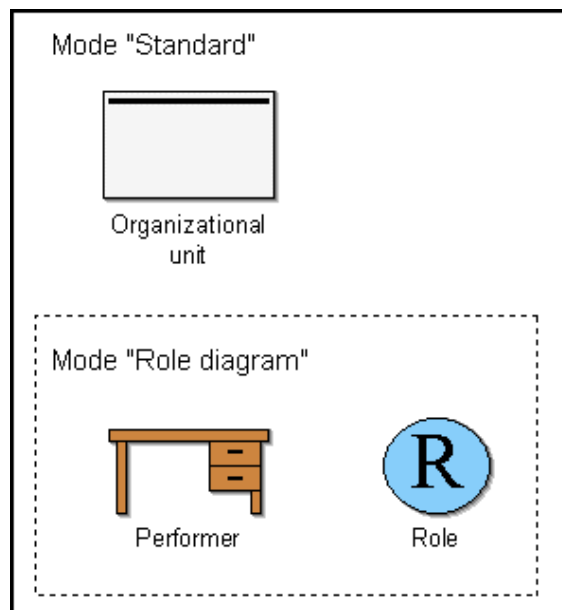 Mode "Standard"
Organizational
unit
Mode "Role diagram"
R
Performer
Role